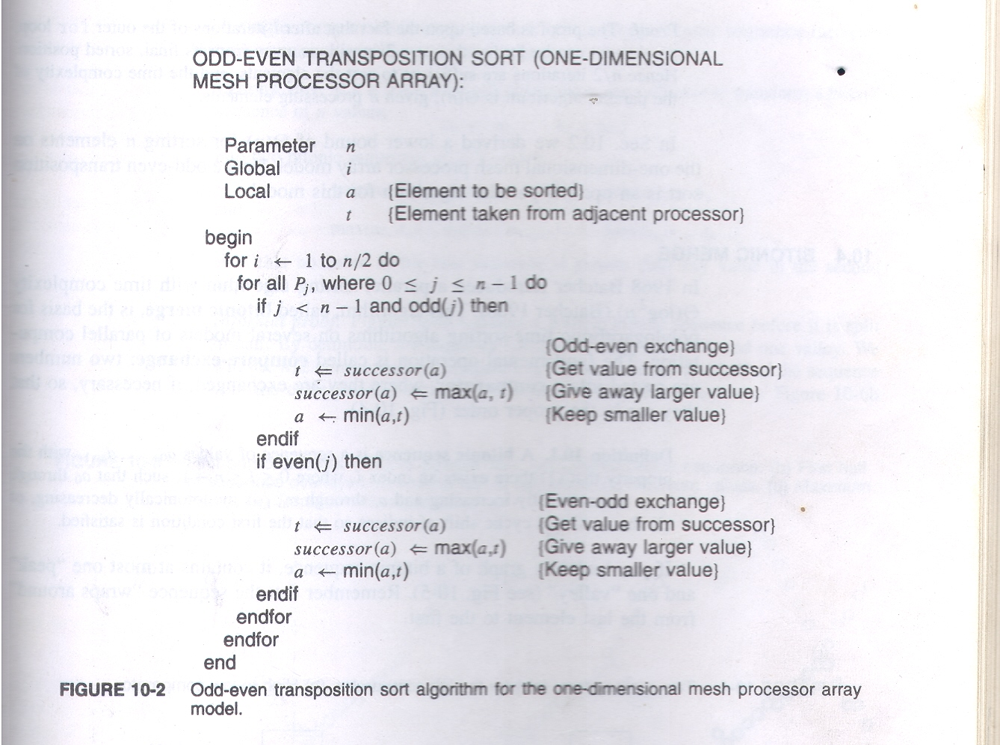 ODD-EVEN TRANSPOSITION SORT (ONE-DIMENSIONAL
MESH PROCESSOR ARRAY):
Parameter n
Global i
Local a {Element to be sorted}
t {Element taken from adjacent processor}
begin
for i ← 1 to n/2 do
for all Pj, where 0 ≤ j ≤ n − 1 do
if j < n − 1 and odd(j) then
{Odd-even exchange}
t ⇐ successor(a) {Get value from successor}
successor(a) ⇐ max(a, t) {Give away larger value}
a ← min(a,t) {Keep smaller value}
endif
if even(j) then
{Even-odd exchange}
t ⇐ successor(a) {Get value from successor}
successor(a) ⇐ max(a,t) {Give away larger value}
a ← min(a,t) {Keep smaller value}
endif
endfor
endfor
end
FIGURE 10-2 Odd-even transposition sort algorithm for the one-dimensional mesh processor array
model.